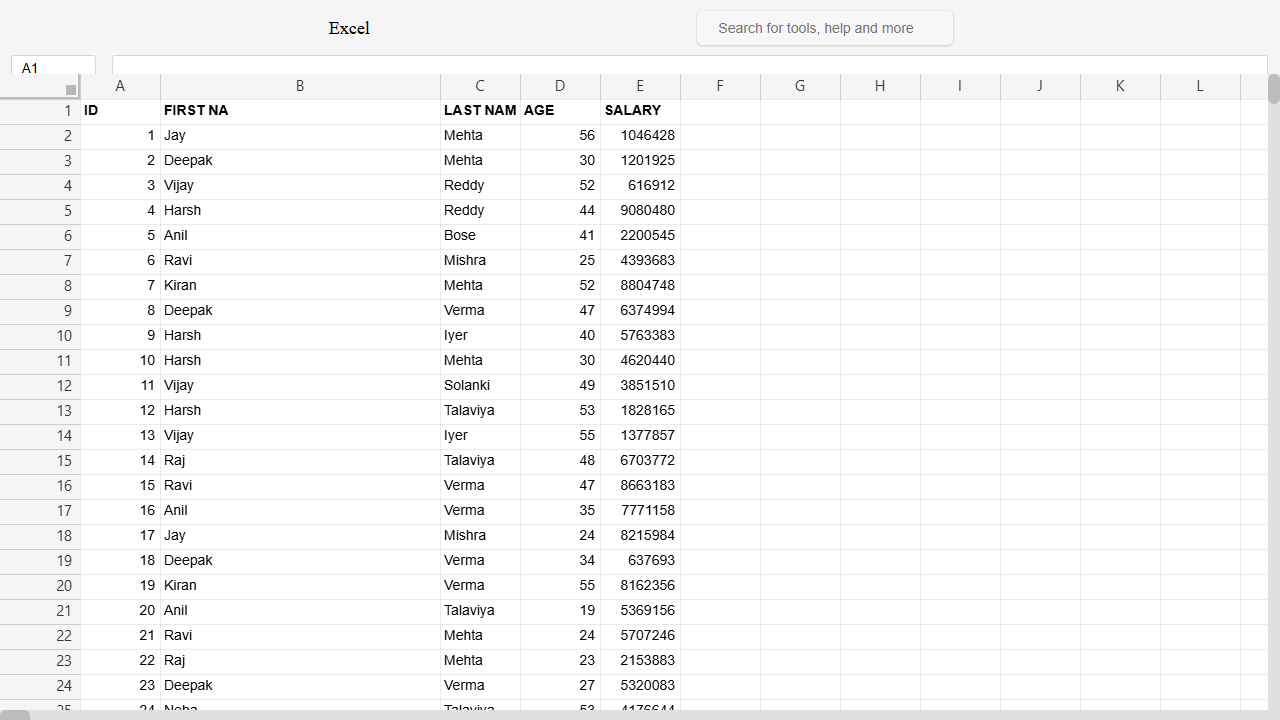 Excel
Search for tools, help and more
A1
A B C D E F G H I J K L
1 ID FIRST NA LAST NAM AGE SALARY
2 1 Jay Mehta 56 1046428
3 2 Deepak Mehta 30 1201925
4 3 Vijay Reddy 52 616912
5 4 Harsh Reddy 44 9080480
6 5 Anil Bose 41 2200545
7 6 Ravi Mishra 25 4393683
8 7 Kiran Mehta 52 8804748
9 8 Deepak Verma 47 6374994
10 9 Harsh Iyer 40 5763383
11 10 Harsh Mehta 30 4620440
12 11 Vijay Solanki 49 3851510
13 12 Harsh Talaviya 53 1828165
14 13 Vijay Iyer 55 1377857
15 14 Raj Talaviya 48 6703772
16 15 Ravi Verma 47 8663183
17 16 Anil Verma 35 7771158
18 17 Jay Mishra 24 8215984
19 18 Deepak Verma 34 637693
20 19 Kiran Verma 55 8162356
21 20 Anil Talaviya 19 5369156
22 21 Ravi Mehta 24 5707246
23 22 Raj Mehta 23 2153883
24 23 Deepak Verma 27 5320083
25 24 Neha Talaviya 53 4176644